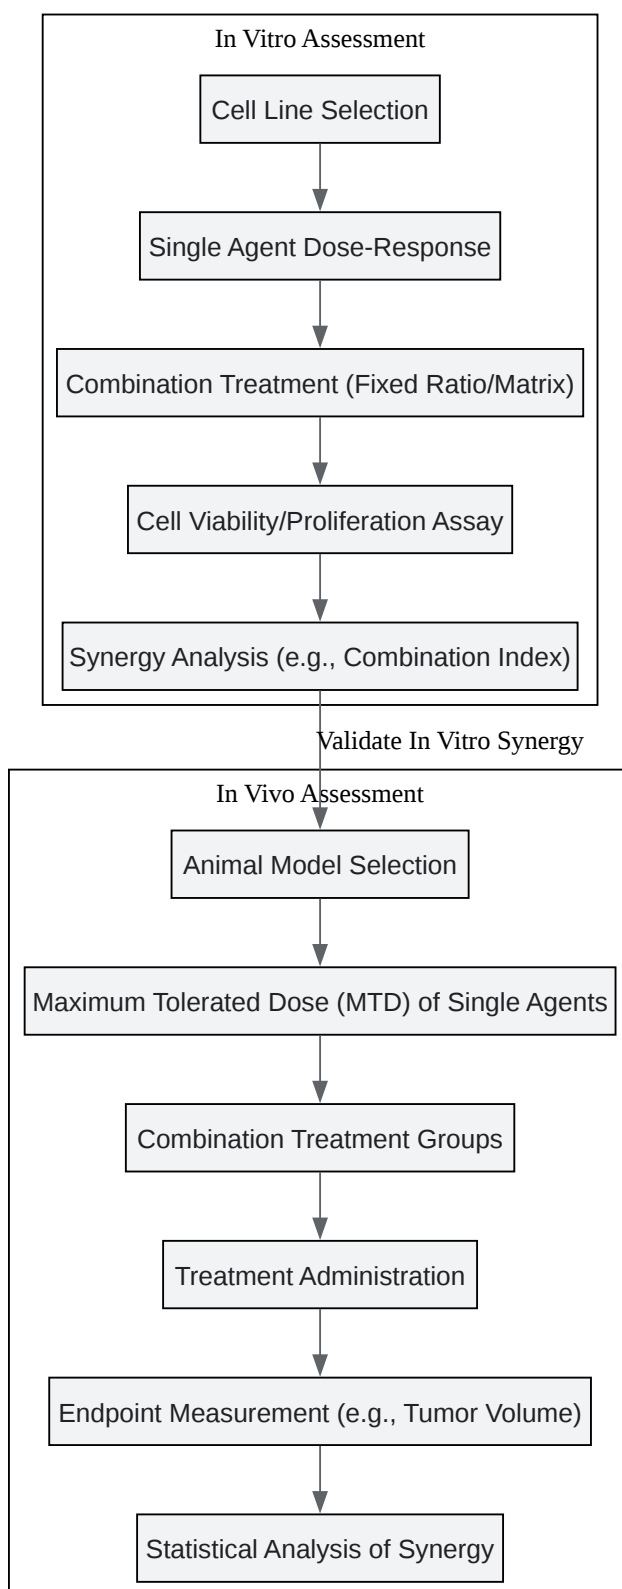 In Vitro Assessment
Cell Line Selection
Single Agent Dose-Response
Combination Treatment (Fixed Ratio/Matrix)
Cell Viability/Proliferation Assay
Synergy Analysis (e.g., Combination Index)
Validate In Vitro Synergy
In Vivo Assessment
Animal Model Selection
Maximum Tolerated Dose (MTD) of Single Agents
Combination Treatment Groups
Treatment Administration
Endpoint Measurement (e.g., Tumor Volume)
Statistical Analysis of Synergy